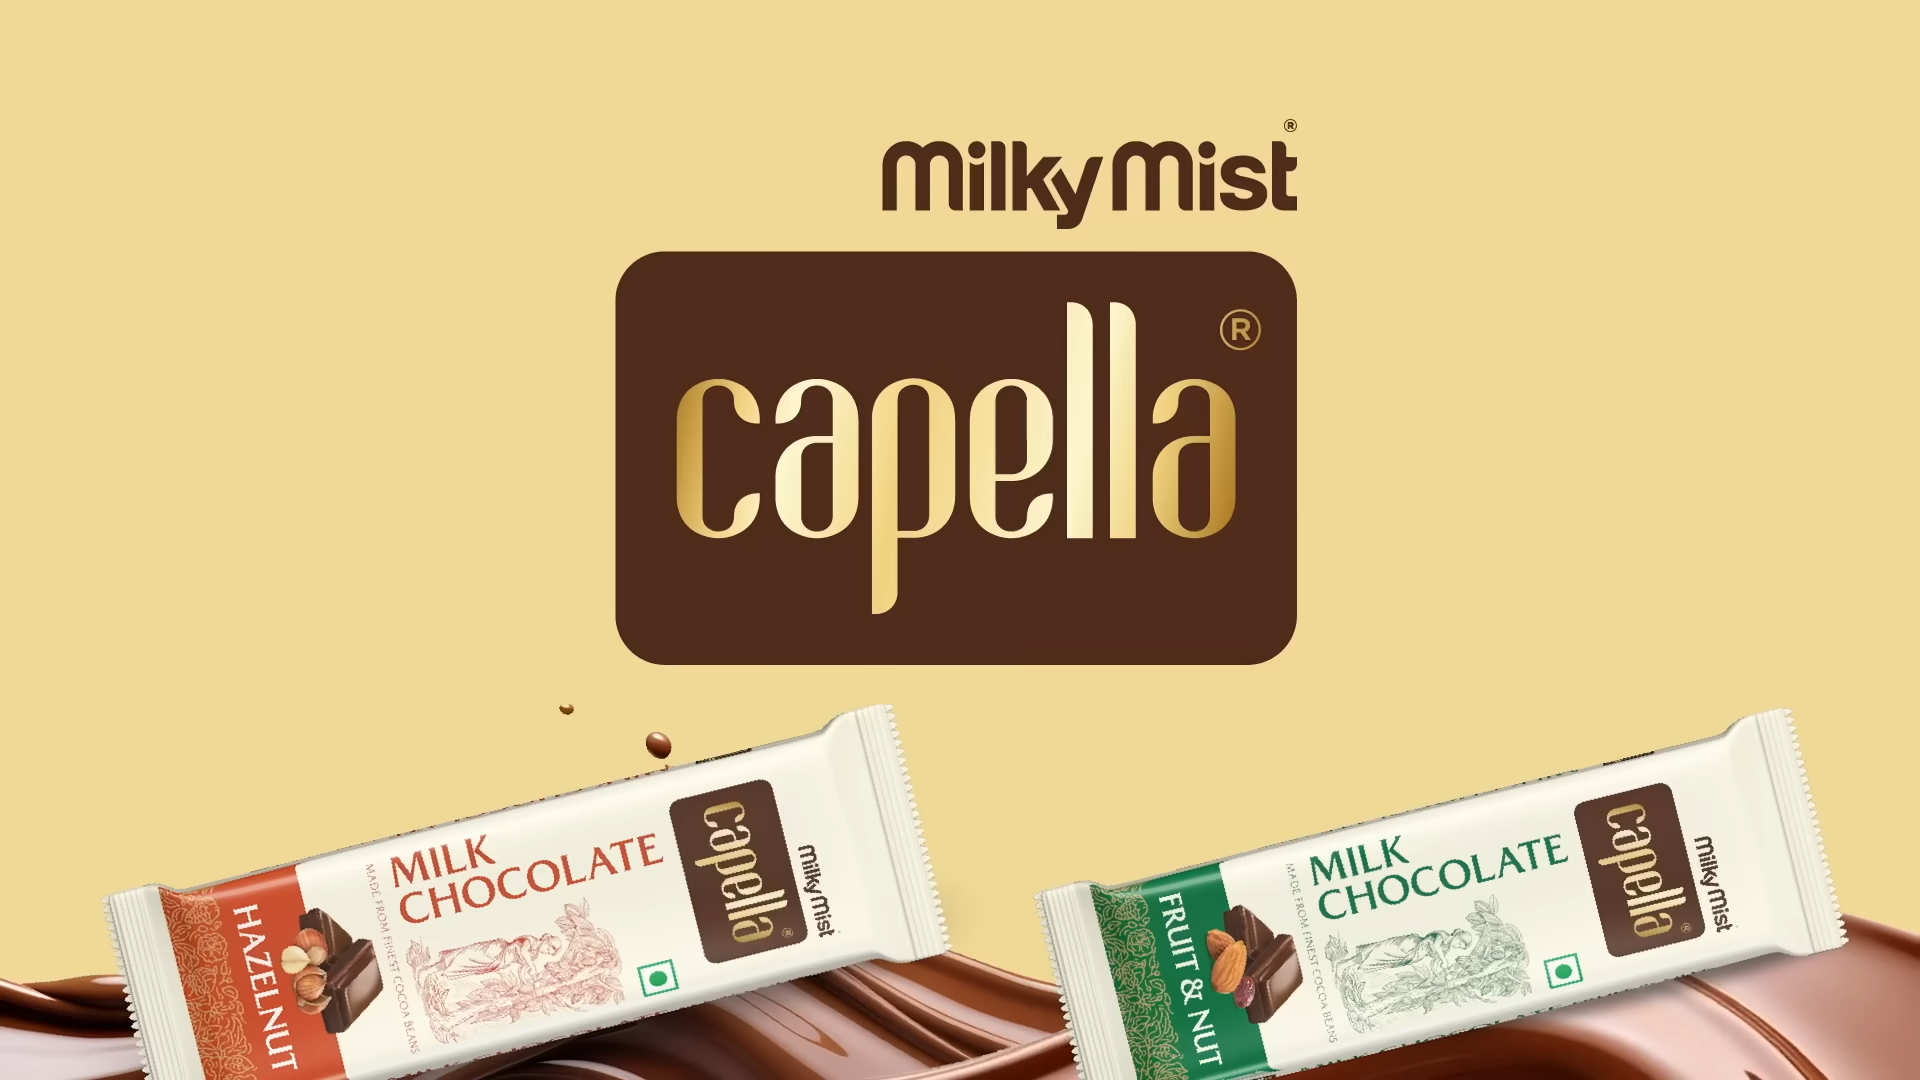 milky mist®
capella®
MILK
CHOCOLATE
MADE FROM FINEST COCOA BEANS
HAZELNUT
capella®
milky mist
MILK
CHOCOLATE
MADE FROM FINEST COCOA BEANS
FRUIT & NUT
capella®
milky mist